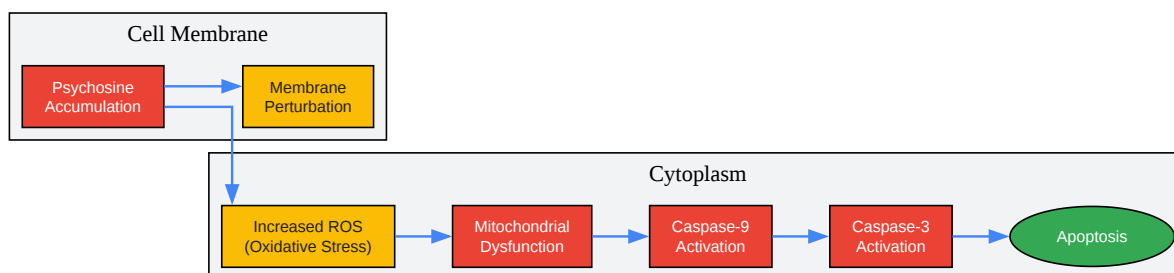 Cell Membrane
Psychosine
Accumulation
Membrane
Perturbation
Cytoplasm
Increased ROS
(Oxidative Stress)
Mitochondrial
Dysfunction
Caspase-9
Activation
Caspase-3
Activation
Apoptosis